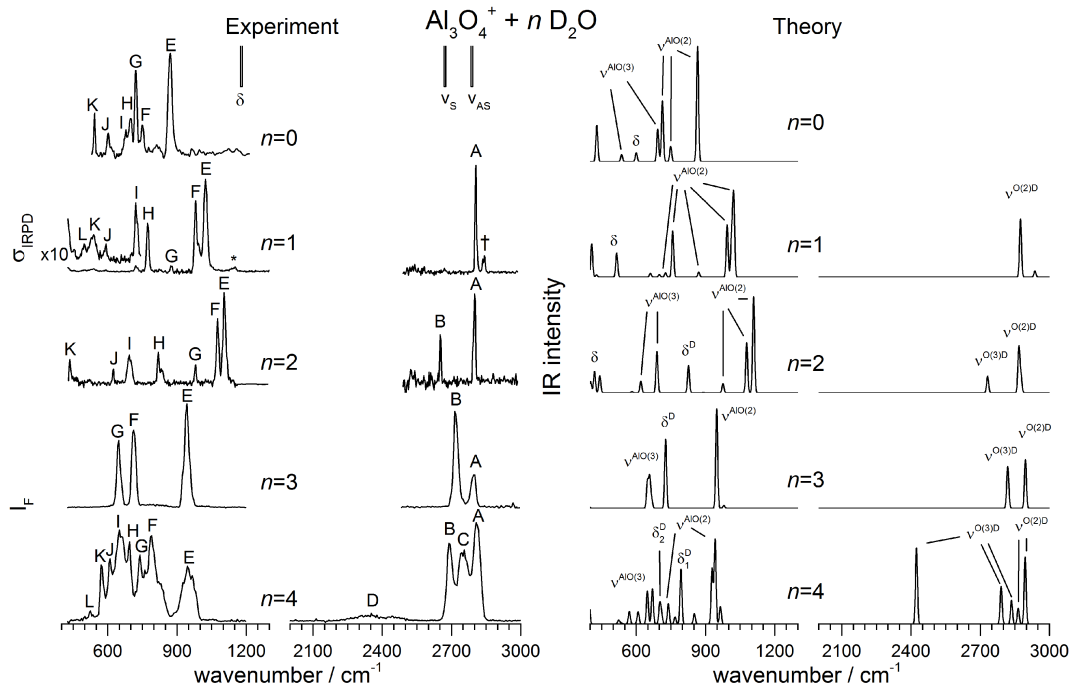 Experiment
Al3O4+ + n D2O
Theory
δ
νS
νAS
K
J
I
H
G
F
E
n=0
νAlO(3)
νAlO(2)
δ
n=0
σIRPD
x10
L
K
J
I
H
G
F
E
*
n=1
A
†
δ
νAlO(2)
n=1
νO(2)D
K
J
I
H
G
F
E
n=2
B
A
IR intensity
δ
νAlO(3)
δD
νAlO(2)
n=2
νO(3)D
νO(2)D
IF
G
F
E
n=3
B
A
νAlO(3)
δD
νAlO(2)
n=3
νO(3)D
νO(2)D
L
K
J
I
H
G
F
E
n=4
D
B
C
A
νAlO(3)
δ2D
νAlO(2)
δ1D
n=4
νO(3)D
νO(2)D
600 900 1200 2100 2400 2700 3000
600 900 1200 2100 2400 2700 3000
wavenumber / cm-1
wavenumber / cm-1